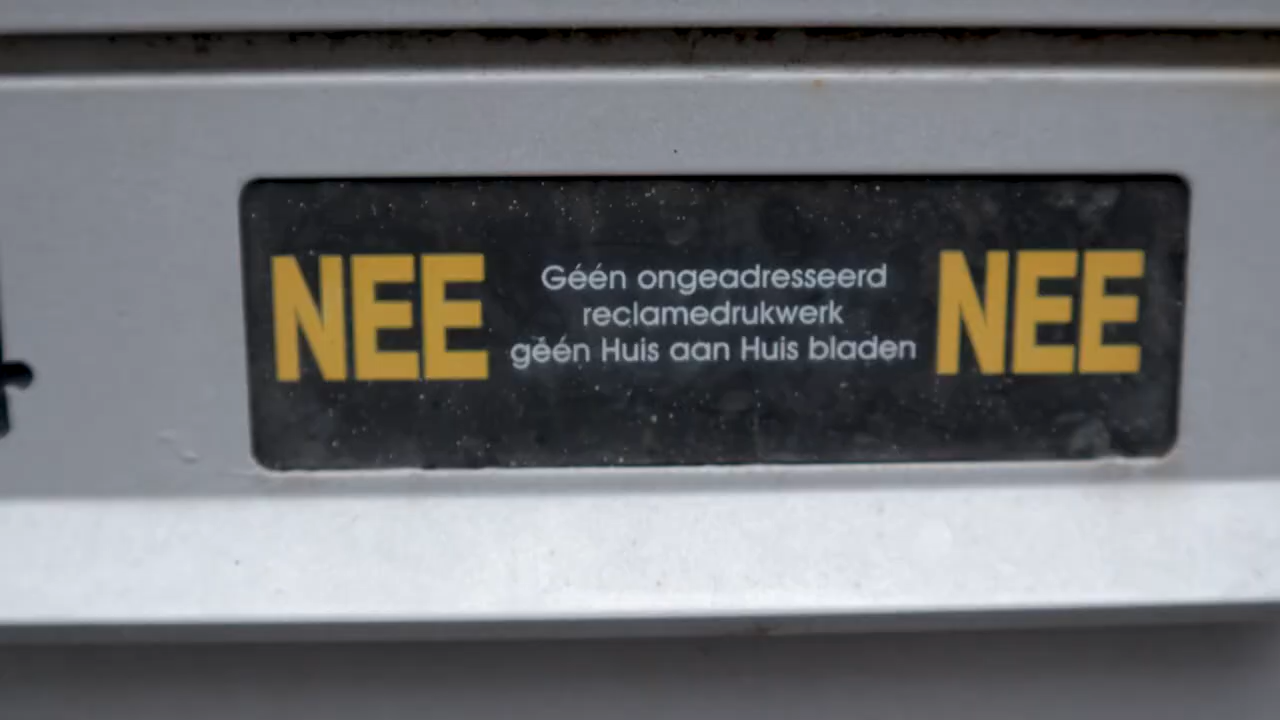 NEE
Géén ongeadresseerd
reclamedrukwerk
géén Huis aan Huis bladen
NEE